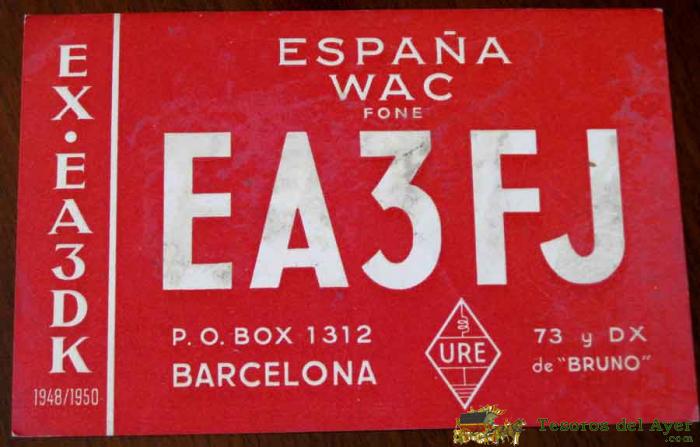 EX·EA3DK
1948/1950
ESPAÑA
WAC
FONE
EA3FJ
P.O. BOX 1312
BARCELONA
URE
73 y DX
de "BRUNO"
Tesoros del Ayer
.com